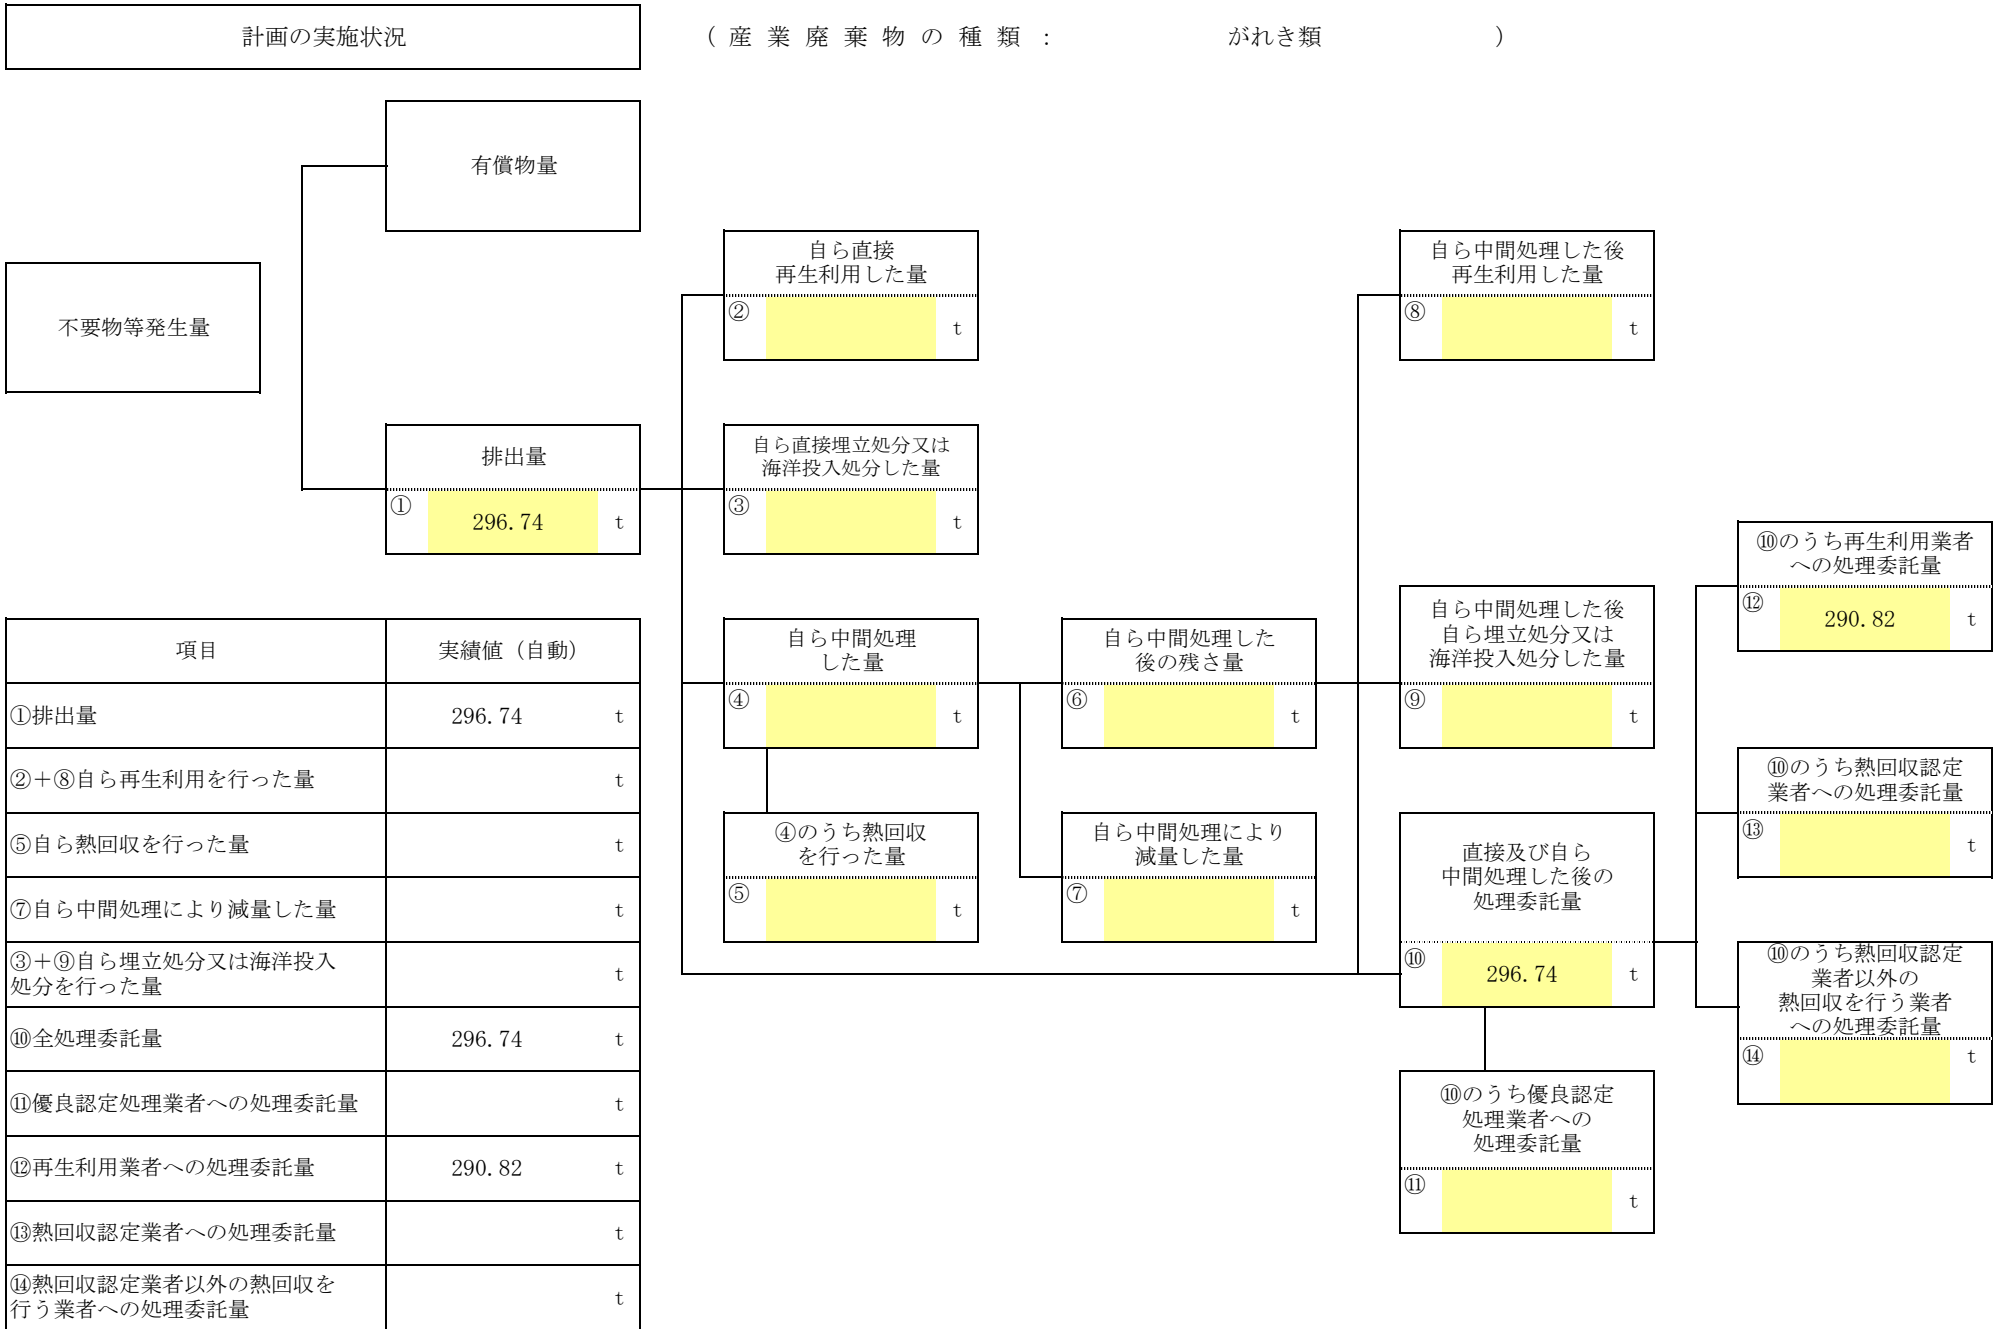 計画の実施状況
（産業廃棄物の種類： がれき類 ）
有償物量
不要物等発生量
排出量
① 296.74 t
自ら直接
再生利用した量
② t
自ら直接埋立処分又は
海洋投入処分した量
③ t
自ら中間処理
した量
④ t
④のうち熱回収
を行った量
⑤ t
自ら中間処理した
後の残さ量
⑥ t
自ら中間処理により
減量した量
⑦ t
自ら中間処理した後
再生利用した量
⑧ t
自ら中間処理した後
自ら埋立処分又は
海洋投入処分した量
⑨ t
直接及び自ら
中間処理した後の
処理委託量
⑩ 296.74 t
⑩のうち優良認定
処理業者への
処理委託量
⑪ t
⑩のうち再生利用業者
への処理委託量
⑫ 290.82 t
⑩のうち熱回収認定
業者への処理委託量
⑬ t
⑩のうち熱回収認定
業者以外の
熱回収を行う業者
への処理委託量
⑭ t
項目 実績値（自動）
①排出量 296.74 t
②＋⑧自ら再生利用を行った量 t
⑤自ら熱回収を行った量 t
⑦自ら中間処理により減量した量 t
③＋⑨自ら埋立処分又は海洋投入
処分を行った量 t
⑩全処理委託量 296.74 t
⑪優良認定処理業者への処理委託量 t
⑫再生利用業者への処理委託量 290.82 t
⑬熱回収認定業者への処理委託量 t
⑭熱回収認定業者以外の熱回収を
行う業者への処理委託量 t